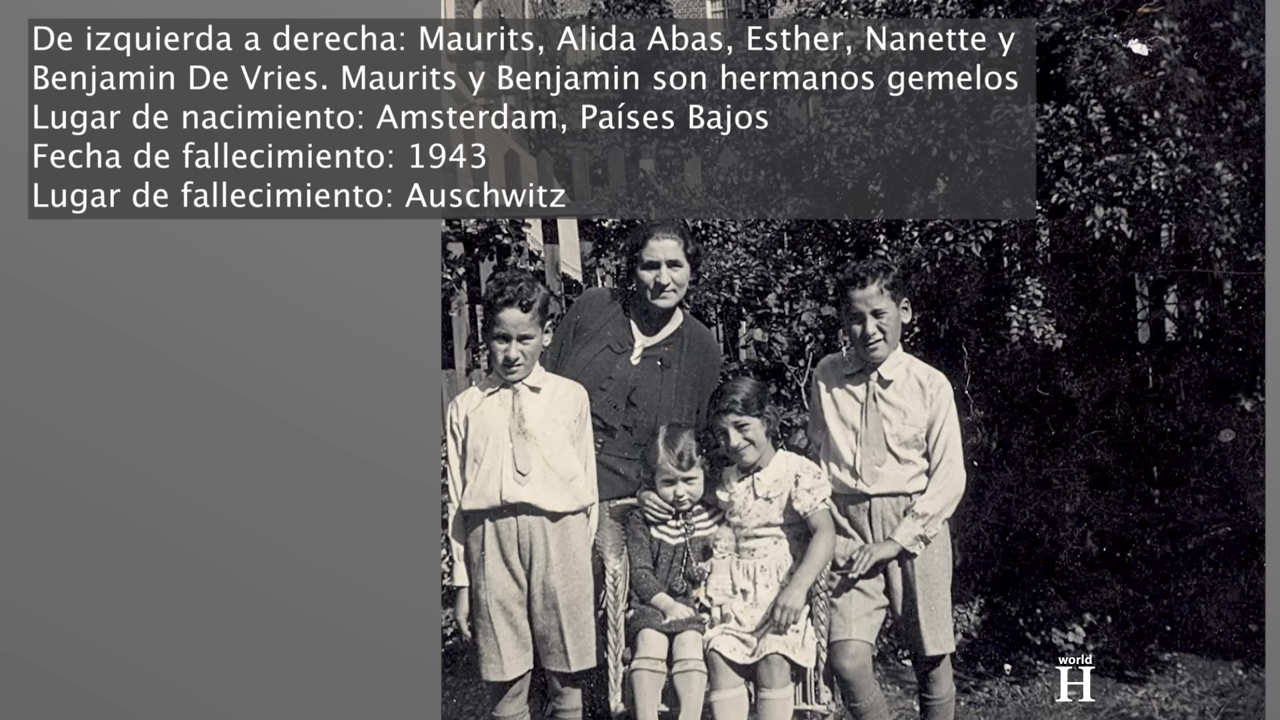 De izquierda a derecha: Maurits, Alida Abas, Esther, Nanette y
Benjamin De Vries. Maurits y Benjamin son hermanos gemelos
Lugar de nacimiento: Amsterdam, Países Bajos
Fecha de fallecimiento: 1943
Lugar de fallecimiento: Auschwitz
world
H